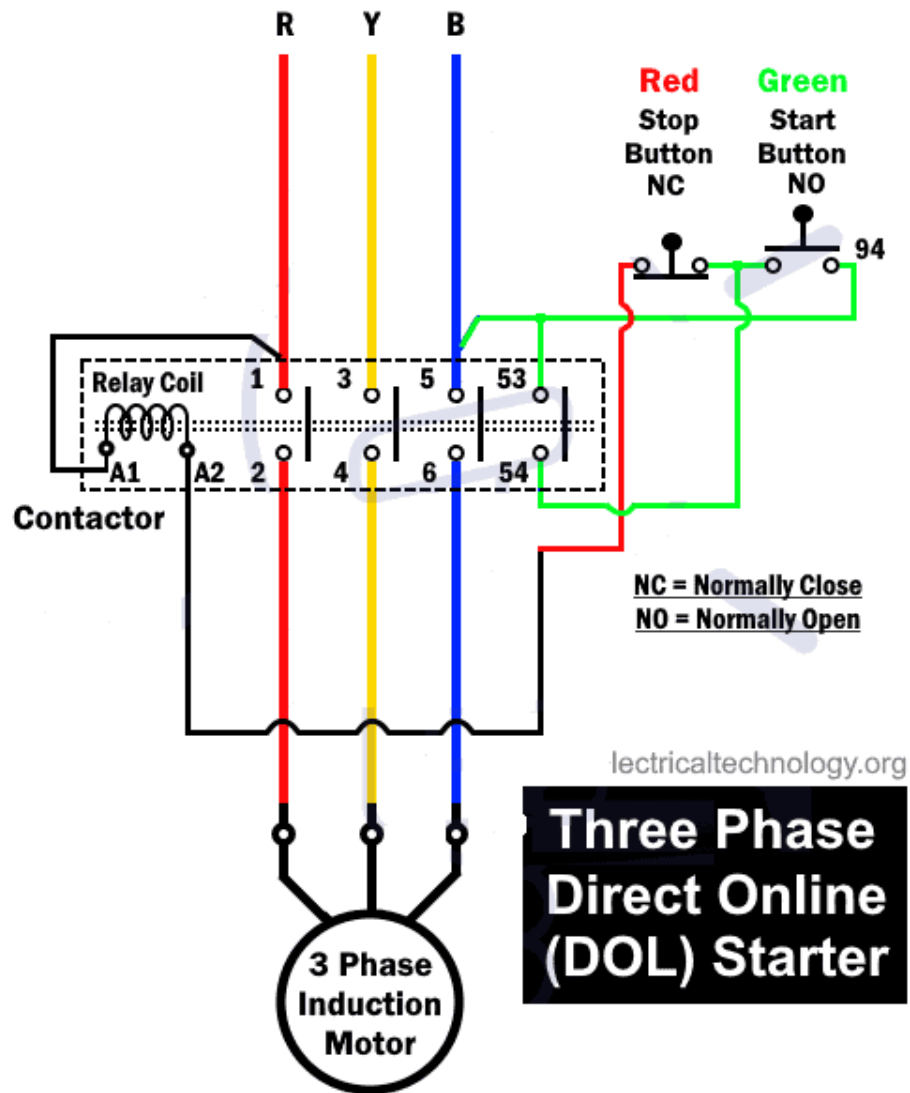 R Y B
Red Green
Stop Start
Button Button
NC NO
94
Relay Coil 1 3 5 53
A1 A2 2 4 6 54
Contactor
NC = Normally Close
NO = Normally Open
lectricaltechnology.org
Three Phase
Direct Online
(DOL) Starter
3 Phase
Induction
Motor